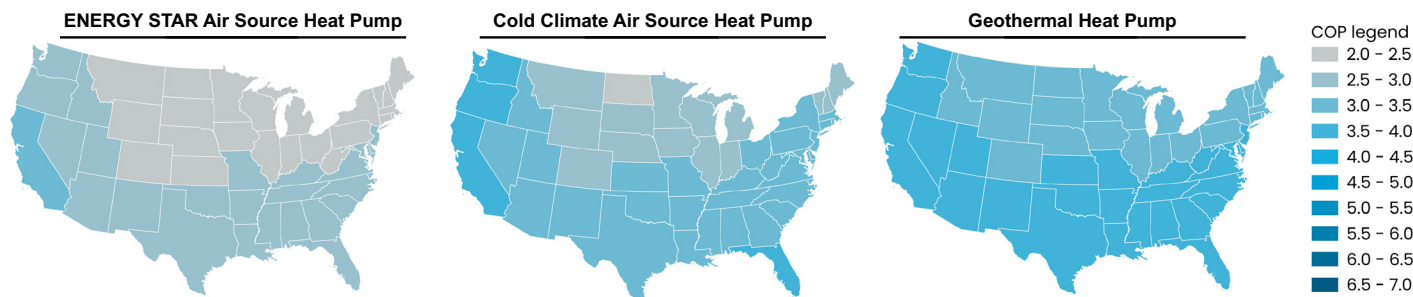 ENERGY STAR Air Source Heat Pump
Cold Climate Air Source Heat Pump
Geothermal Heat Pump
COP legend
2.0 - 2.5
2.5 - 3.0
3.0 - 3.5
3.5 - 4.0
4.0 - 4.5
4.5 - 5.0
5.0 - 5.5
5.5 - 6.0
6.0 - 6.5
6.5 - 7.0